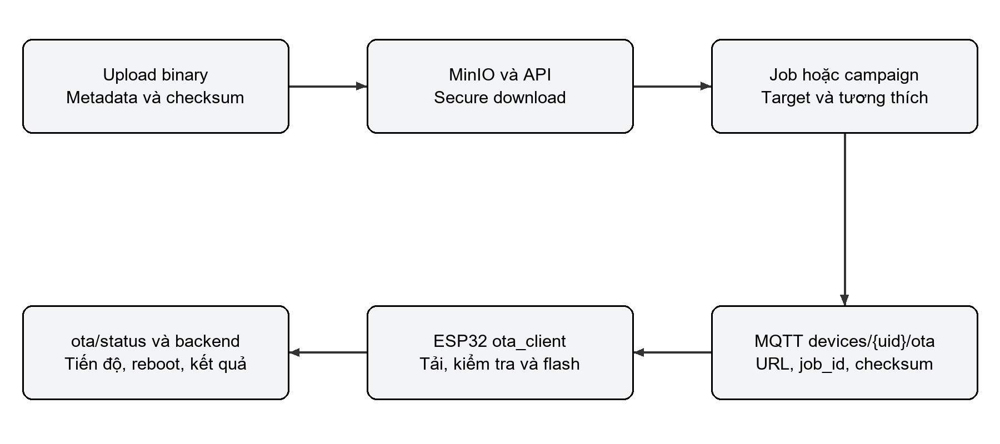 Upload binary
Metadata và checksum
MinIO và API
Secure download
Job hoặc campaign
Target và tương thích
MQTT devices/{uid}/ota
URL, job_id, checksum
ESP32 ota_client
Tải, kiểm tra và flash
ota/status và backend
Tiến độ, reboot, kết quả